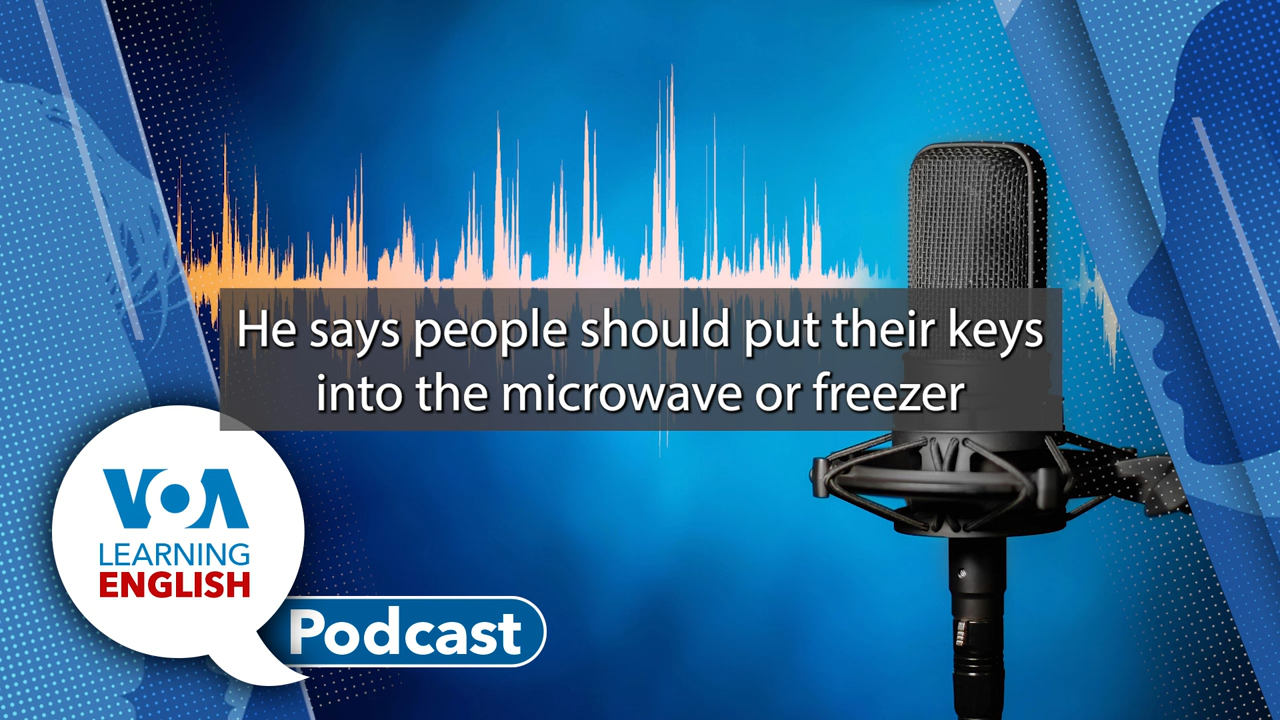 He says people should put their keys
into the microwave or freezer
VOA
LEARNING
ENGLISH
Podcast